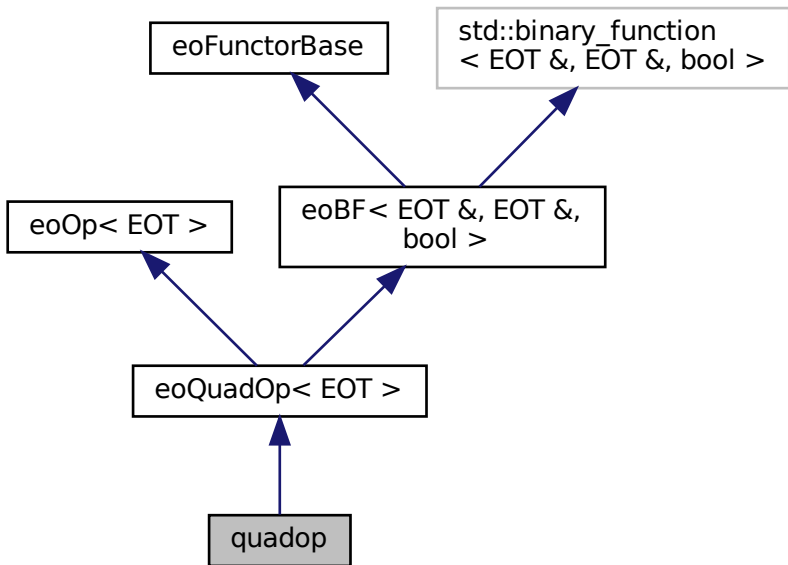 eoFunctorBase
std::binary_function
< EOT &, EOT &, bool >
eoOp< EOT >
eoBF< EOT &, EOT &,
bool >
eoQuadOp< EOT >
quadop